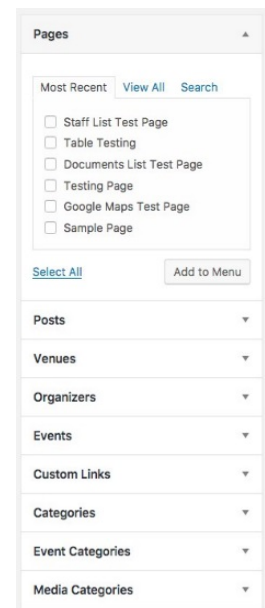 Pages
Most Recent View All Search
Staff List Test Page
Table Testing
Documents List Test Page
Testing Page
Google Maps Test Page
Sample Page
Select All Add to Menu
Posts
Venues
Organizers
Events
Custom Links
Categories
Event Categories
Media Categories